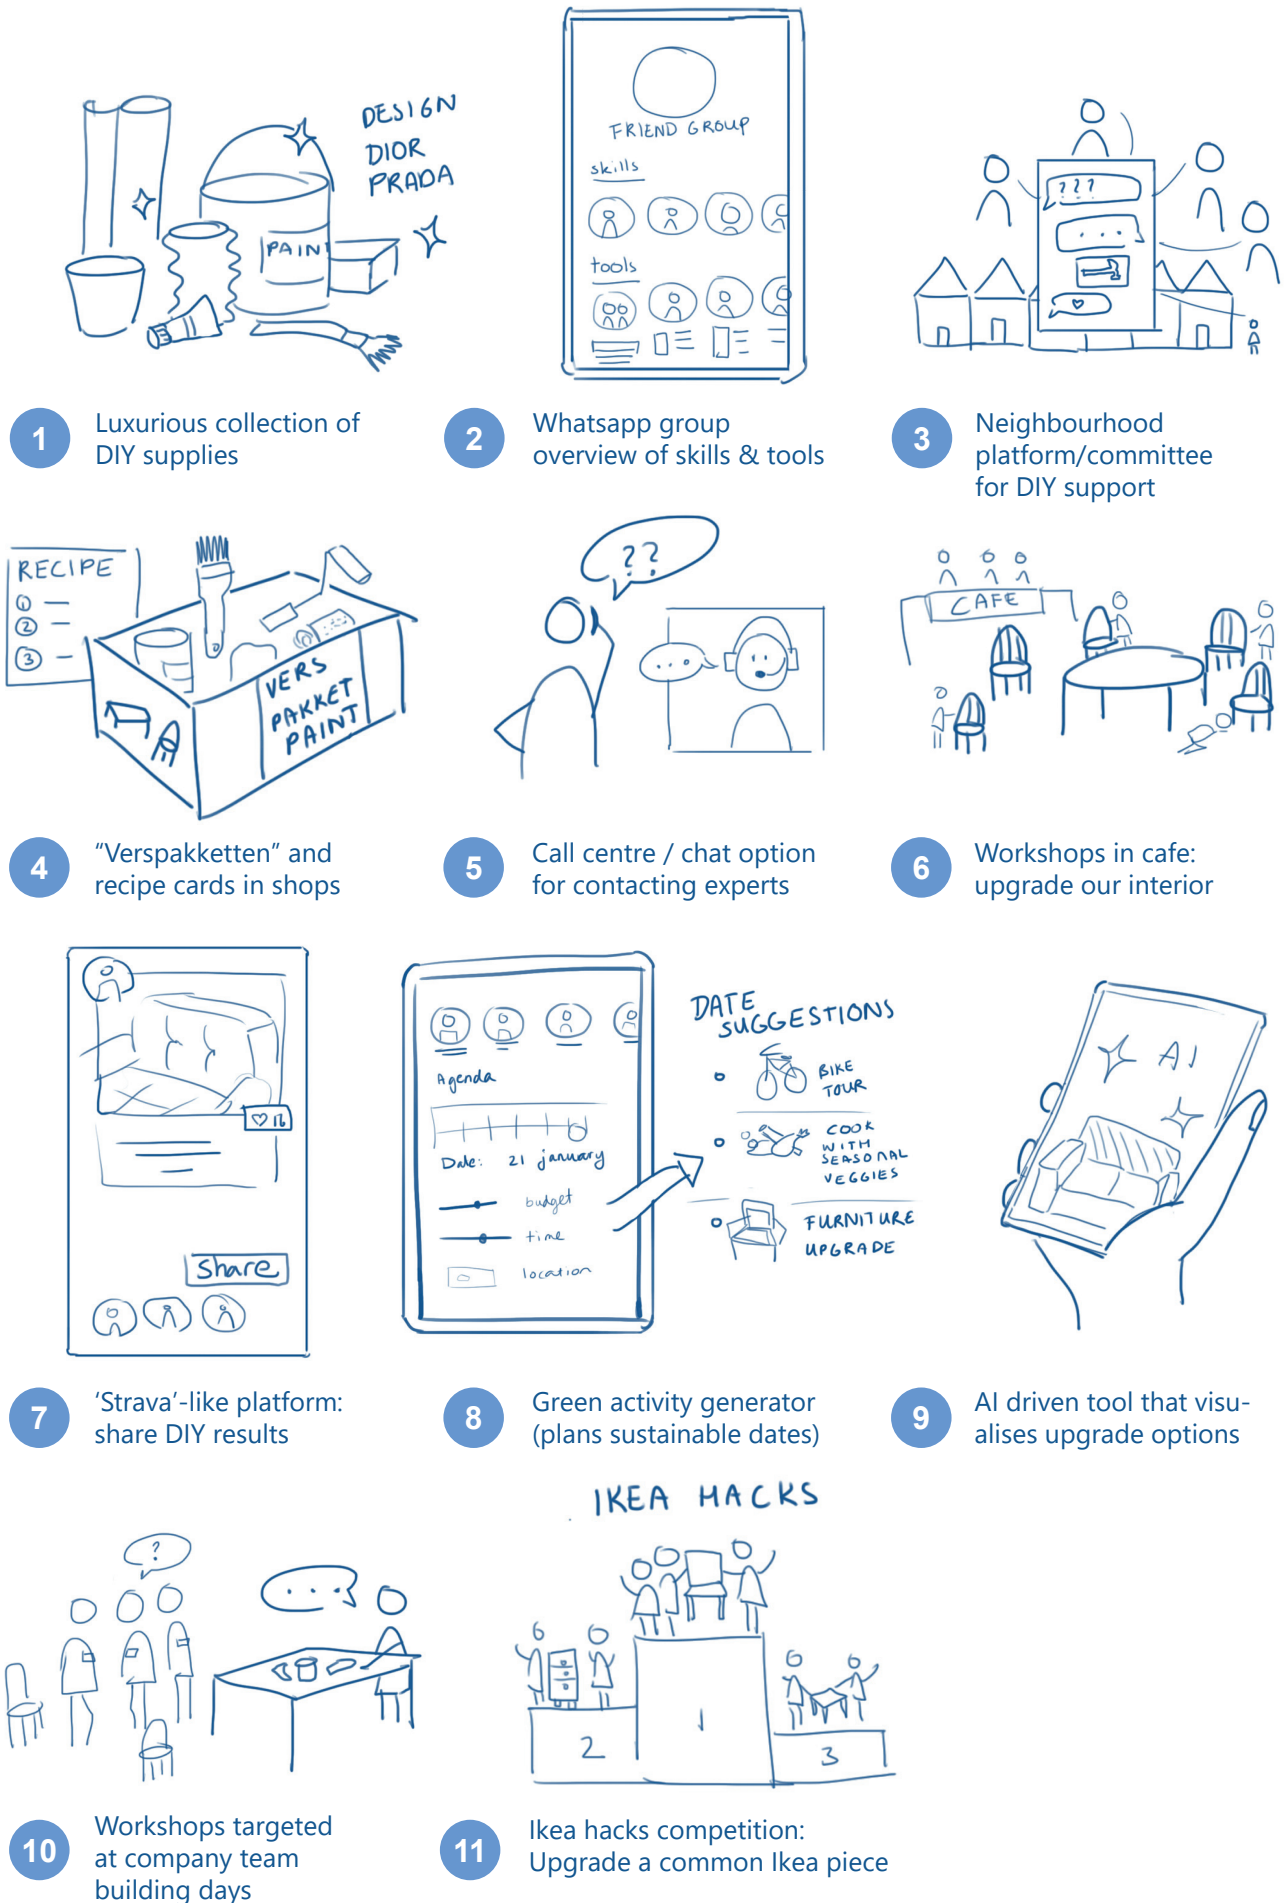 DESIGN
DIOR
PRADA
PAINT
1
Luxurious collection of
DIY supplies
FRIEND GROUP
skills
tools
2
Whatsapp group
overview of skills & tools
???
...
3
Neighbourhood
platform/committee
for DIY support
RECIPE
1
2
3
VERS
PAKKET
PAINT
4
“Verspakketten” and
recipe cards in shops
??
...
5
Call centre / chat option
for contacting experts
CAFE
6
Workshops in cafe:
upgrade our interior
♡ 16
Share
7
‘Strava’-like platform:
share DIY results
Agenda
Date: 21 january
budget
time
location
DATE
SUGGESTIONS
BIKE
TOUR
COOK
WITH
SEASONAL
VEGGIES
FURNITURE
UPGRADE
8
Green activity generator
(plans sustainable dates)
AI
9
AI driven tool that visu-
alises upgrade options
?
...
10
Workshops targeted
at company team
building days
IKEA HACKS
2
1
3
11
Ikea hacks competition:
Upgrade a common Ikea piece